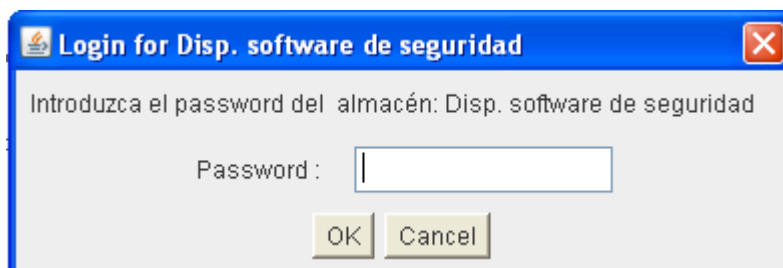 Login for Disp. software de seguridad
Introduzca el password del almacén: Disp. software de seguridad
Password :
OK Cancel